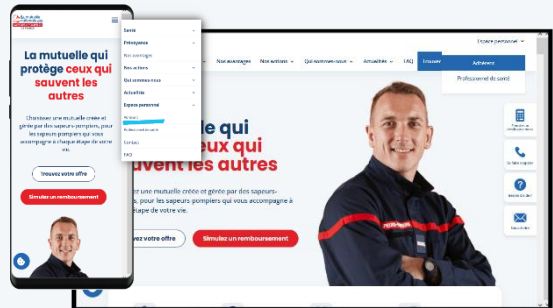 La mutuelle qui
protège ceux qui
sauvent les
autres
Choisissez une mutuelle créée et
gérée par des sapeurs-pompiers, pour
les sapeurs-pompiers qui vous
accompagne à chaque étape de votre
vie.
Trouvez votre offre
Simulez un remboursement
Santé
Prévoyance
Nos avantages
Nos actions
Qui sommes-nous
Actualités
Espace personnel
Adhérent
Professionnel de santé
Contact
FAQ
Espace personnel
Nos avantages
Nos actions
Qui sommes-nous
Actualités
FAQ
Trouver
Adhérent
Professionnel de santé
le qui
eux qui
uvent les autres
ez une mutuelle créée et gérée par des sapeurs-
s, pour les sapeurs-pompiers qui vous accompagne à
étape de votre vie.
vez votre offre
Simulez un remboursement